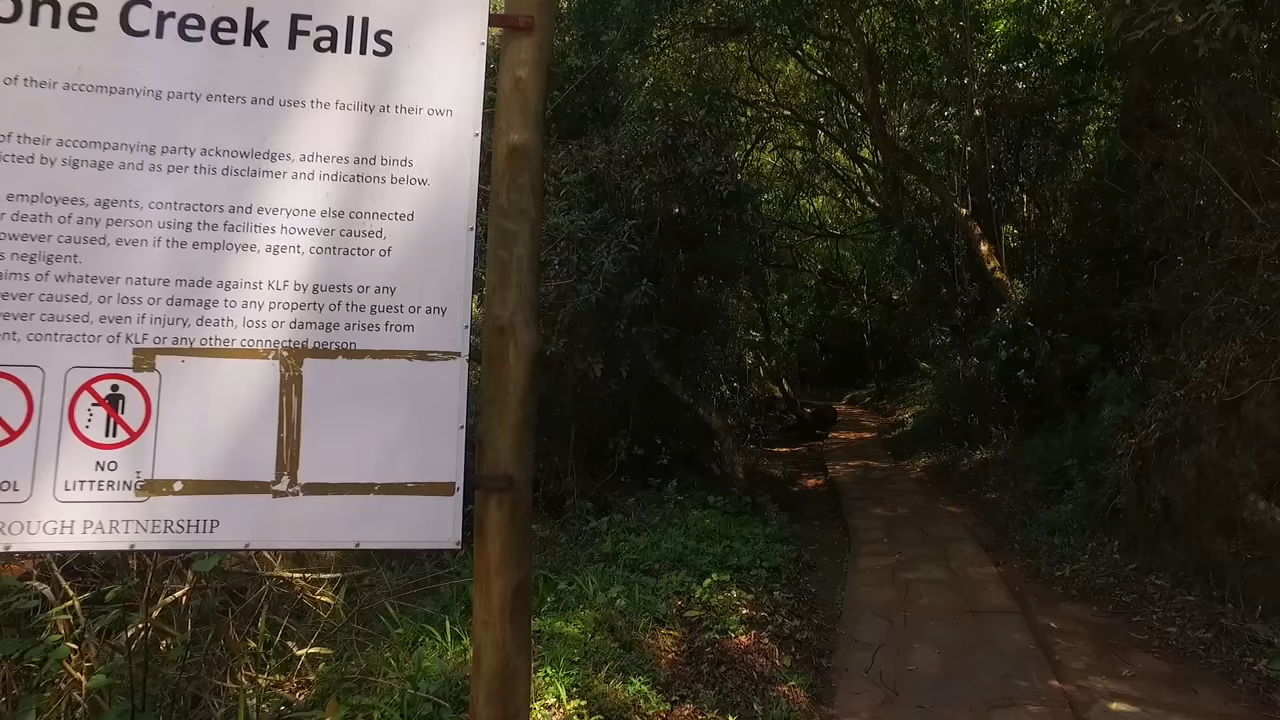 one Creek Falls
of their accompanying party enters and uses the facility at their own
of their accompanying party acknowledges, adheres and binds
icted by signage and as per this disclaimer and indications below.
employees, agents, contractors and everyone else connected
r death of any person using the facilities however caused,
owever caused, even if the employee, agent, contractor of
s negligent.
aims of whatever nature made against KLF by guests or any
ever caused, or loss or damage to any property of the guest or any
ever caused, even if injury, death, loss or damage arises from
ent, contractor of KLF or any other connected person
OL
NO
LITTERING
ROUGH PARTNERSHIP